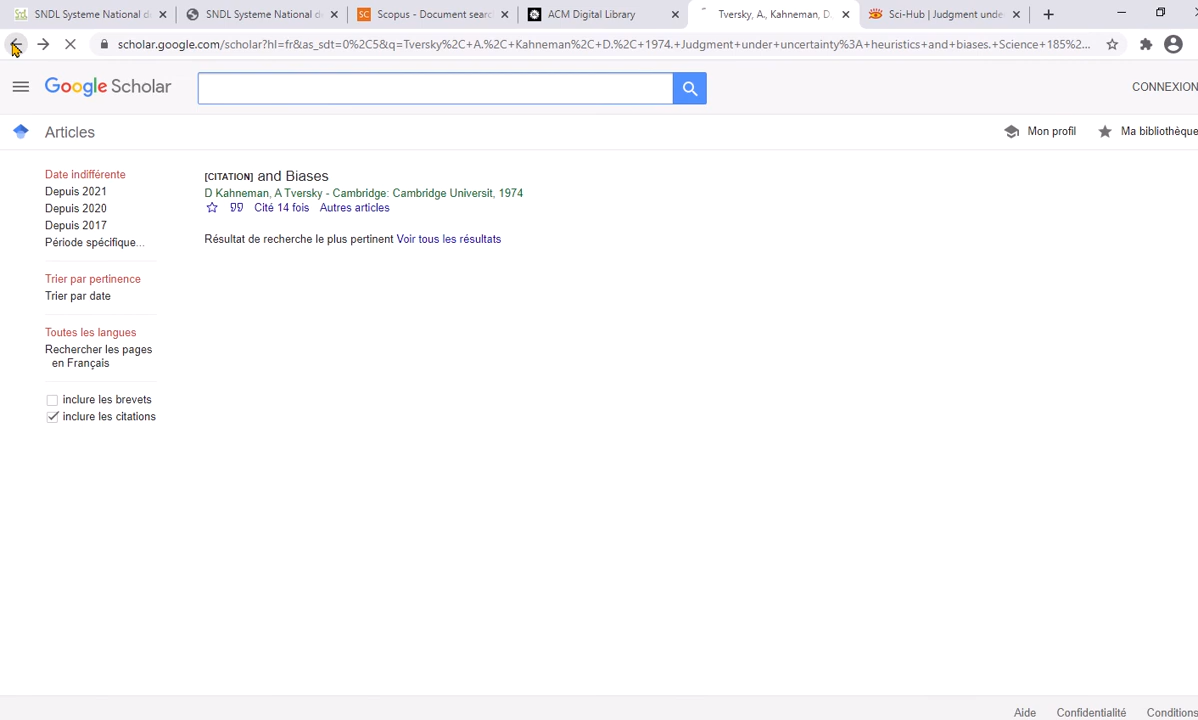 SNDL Systeme National d
SNDL Systeme National d
SC Scopus - Document searc
ACM Digital Library
Tversky, A., Kahneman, D.
Sci-Hub | Judgment unde
scholar.google.com/scholar?hl=fr&as_sdt=0%2C5&q=Tversky%2C+A.%2C+Kahneman%2C+D.%2C+1974.+Judgment+under+uncertainty%3A+heuristics+and+biases.+Science+185%2...
Google Scholar
CONNEXION
Articles
Mon profil
Ma bibliothèque
Date indifférente
Depuis 2021
Depuis 2020
Depuis 2017
Période spécifique...
Trier par pertinence
Trier par date
Toutes les langues
Rechercher les pages
en Français
inclure les brevets
inclure les citations
[CITATION] and Biases
D Kahneman, A Tversky - Cambridge: Cambridge Universit, 1974
Cité 14 fois Autres articles
Résultat de recherche le plus pertinent Voir tous les résultats
Aide Confidentialité Conditions